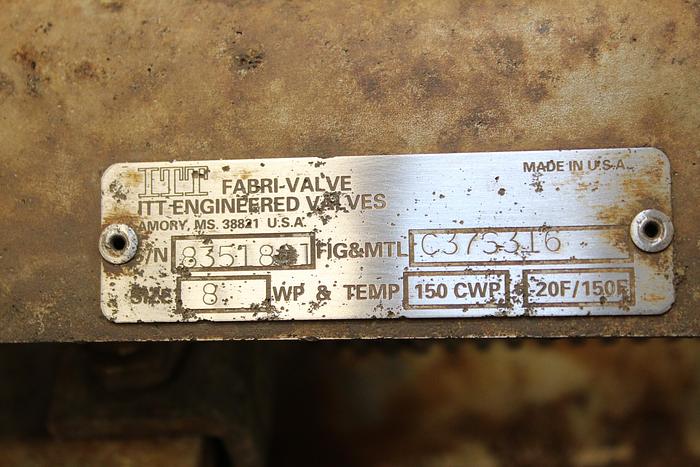 ITT FABRI-VALVE MADE IN U.S.A.
ITT ENGINEERED VALVES
AMORY, MS. 38821 U.S.A.
FIG&MTL C37S316
SIZE 8 WP & TEMP 150 CWP 20F/150F